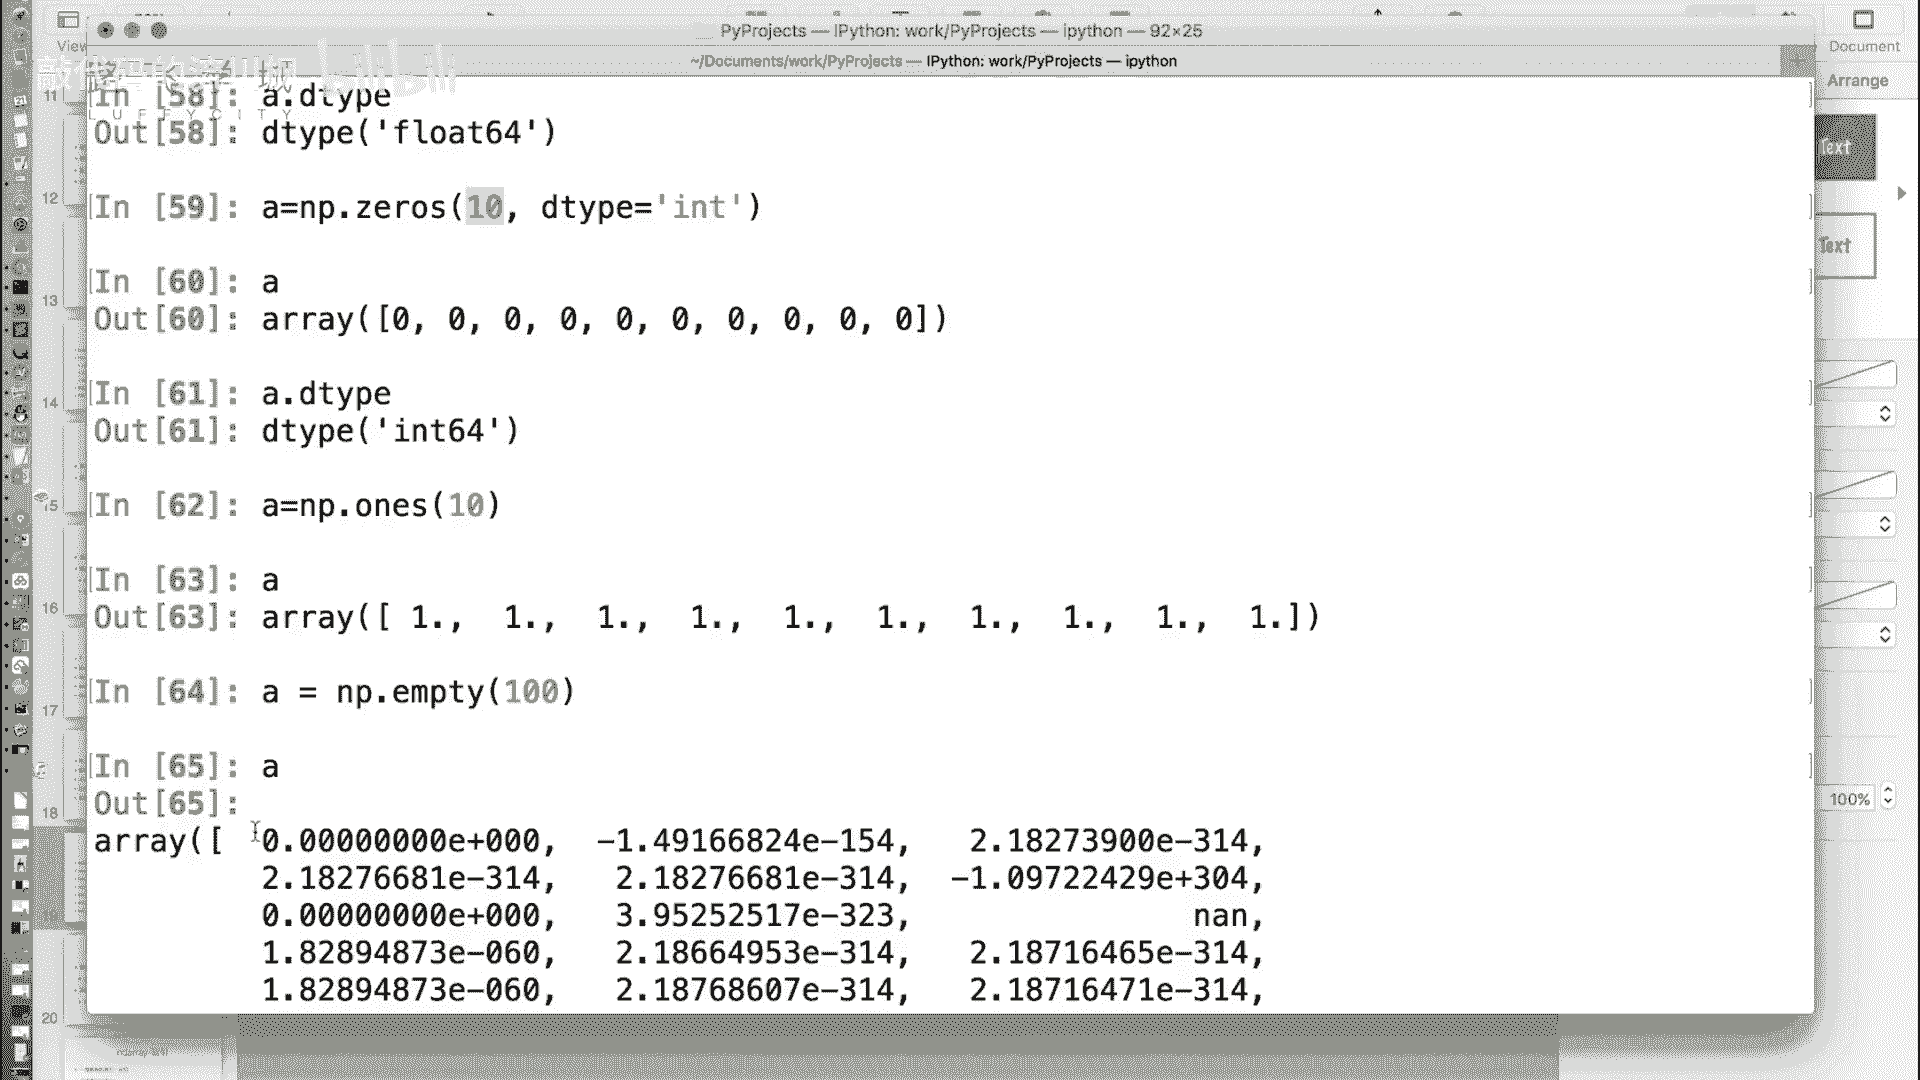 PyProjects — IPython: work/PyProjects — ipython — 92×25
~/Documents/work/PyProjects — IPython: work/PyProjects — ipython
View
Document
Arrange
LUFFYCITY
In [58]: a.dtype
Out[58]: dtype('float64')
In [59]: a=np.zeros(10, dtype='int')
In [60]: a
Out[60]: array([0, 0, 0, 0, 0, 0, 0, 0, 0, 0])
In [61]: a.dtype
Out[61]: dtype('int64')
In [62]: a=np.ones(10)
In [63]: a
Out[63]: array([ 1., 1., 1., 1., 1., 1., 1., 1., 1., 1.])
In [64]: a = np.empty(100)
In [65]: a
Out[65]:
array([ 0.00000000e+000, -1.49166824e-154, 2.18273900e-314,
2.18276681e-314, 2.18276681e-314, -1.09722429e+304,
0.00000000e+000, 3.95252517e-323, nan,
1.82894873e-060, 2.18664953e-314, 2.18716465e-314,
1.82894873e-060, 2.18768607e-314, 2.18716471e-314,
11
12
13
14
15
16
17
18
19
20
Text
Text
100%